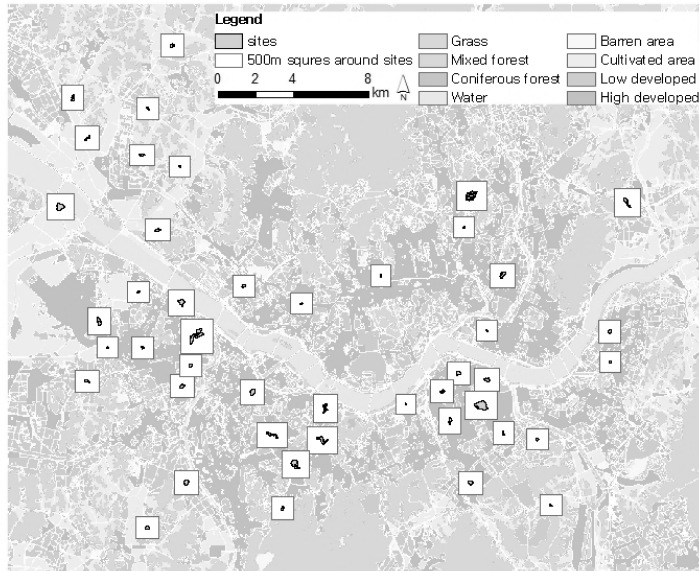 Legend
sites
500m squres around sites
0 2 4 8
km
N
Grass
Mixed forest
Coniferous forest
Water
Barren area
Cultivated area
Low developed
High developed